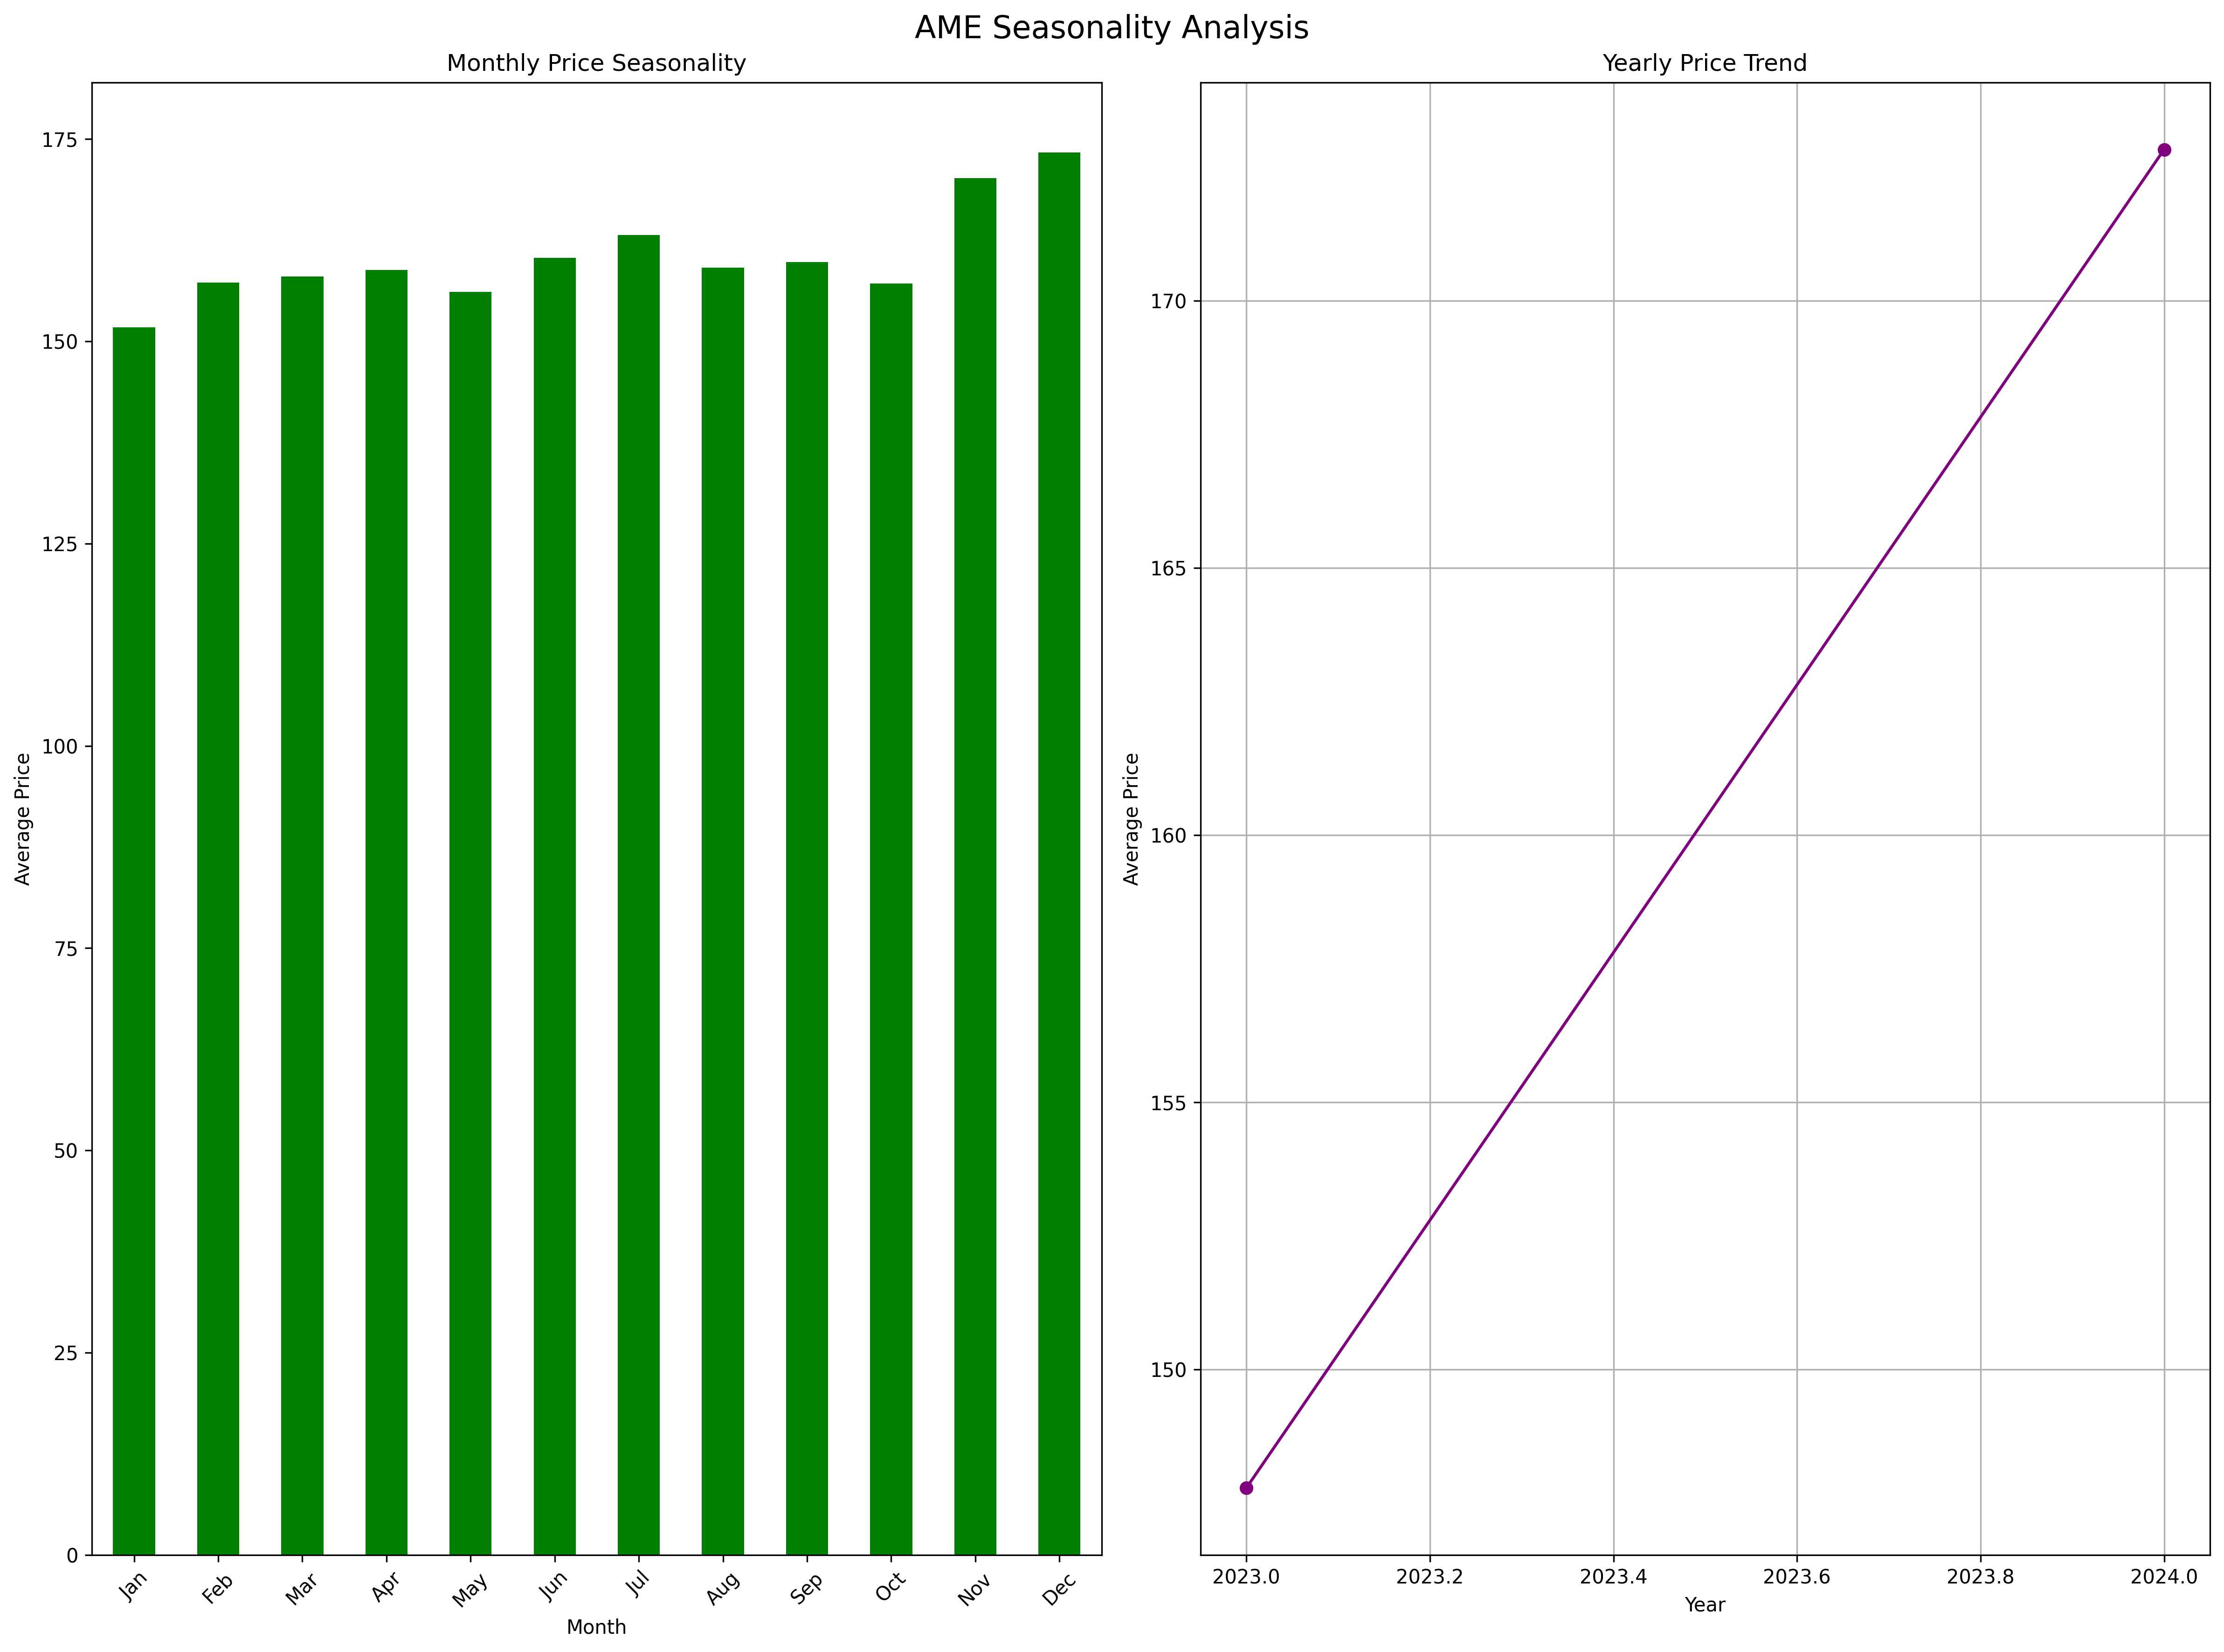 AME Seasonality Analysis
Monthly Price Seasonality
175
150
125
100
75
50
25
0
Average Price
Jan
Feb
Mar
Apr
May
Jun
Jul
Aug
Sep
Oct
Nov
Dec
Month
Yearly Price Trend
170
165
160
155
150
Average Price
2023.0
2023.2
2023.4
2023.6
2023.8
2024.0
Year